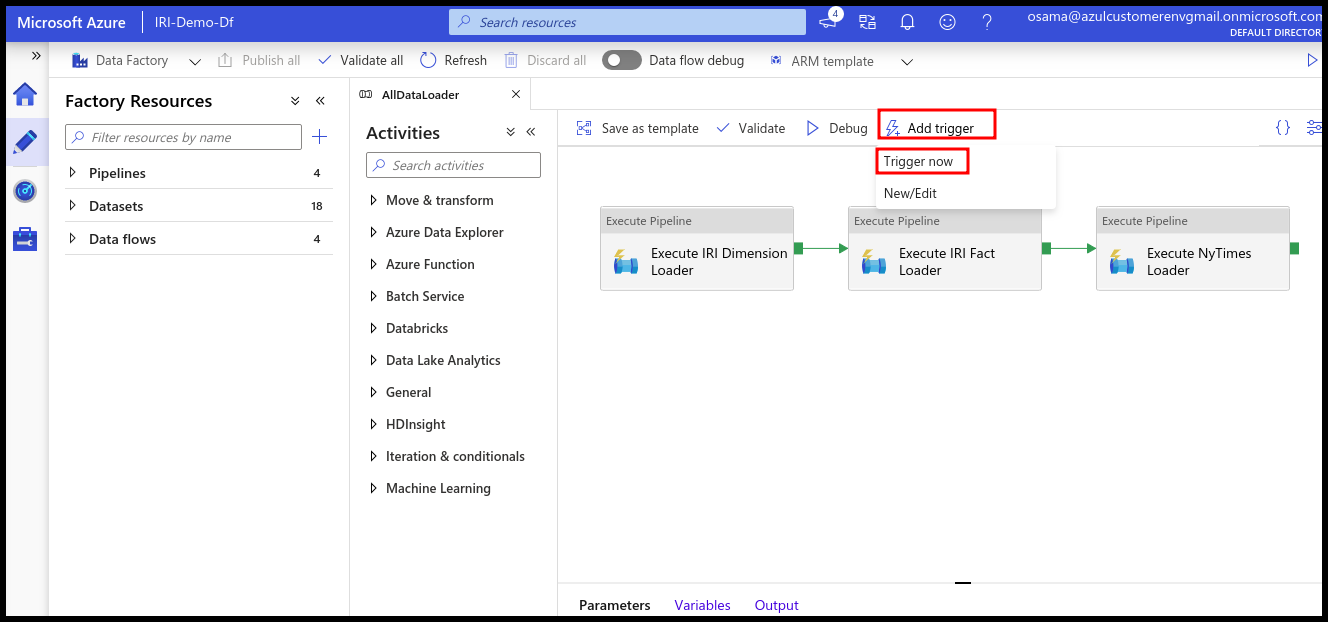 Microsoft Azure
IRI-Demo-Df
Search resources
4
osama@azulcustomerenvgmail.onmicrosoft.com
DEFAULT DIRECTOR
Data Factory
Publish all
Validate all
Refresh
Discard all
Data flow debug
ARM template
Factory Resources
Filter resources by name
Pipelines 4
Datasets 18
Data flows 4
AllDataLoader
Activities
Search activities
Move & transform
Azure Data Explorer
Azure Function
Batch Service
Databricks
Data Lake Analytics
General
HDInsight
Iteration & conditionals
Machine Learning
Save as template
Validate
Debug
Add trigger
{}
Trigger now
New/Edit
Execute Pipeline
Execute IRI Dimension
Loader
Execute Pipeline
Execute IRI Fact
Loader
Execute Pipeline
Execute NyTimes
Loader
Parameters
Variables
Output